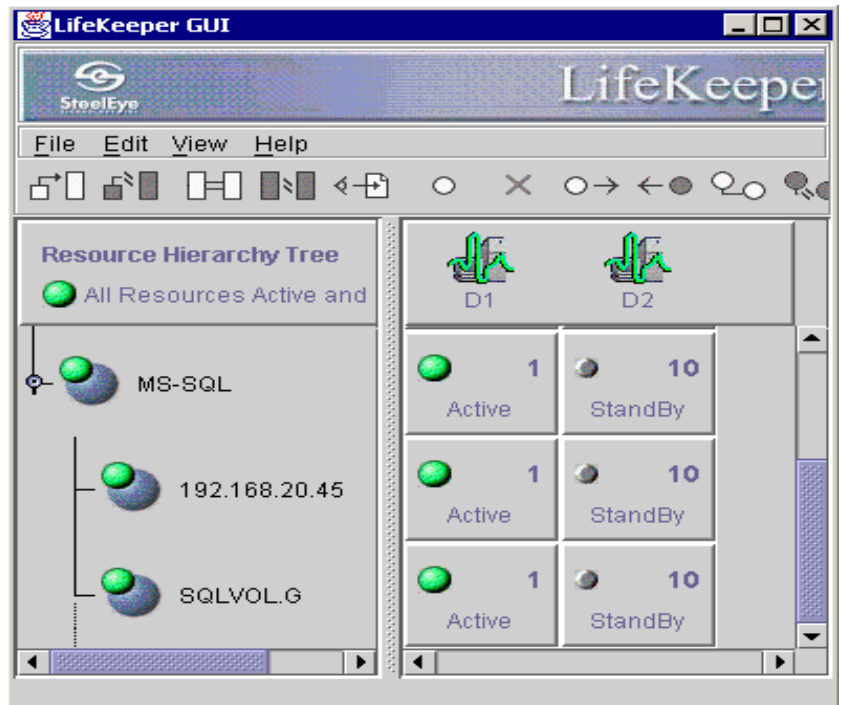 LifeKeeper GUI
SteelEye
LifeKeeper
File Edit View Help
Resource Hierarchy Tree
All Resources Active and
D1 D2
MS-SQL
1 10
Active StandBy
192.168.20.45
1 10
Active StandBy
SQLVOL.G
1 10
Active StandBy